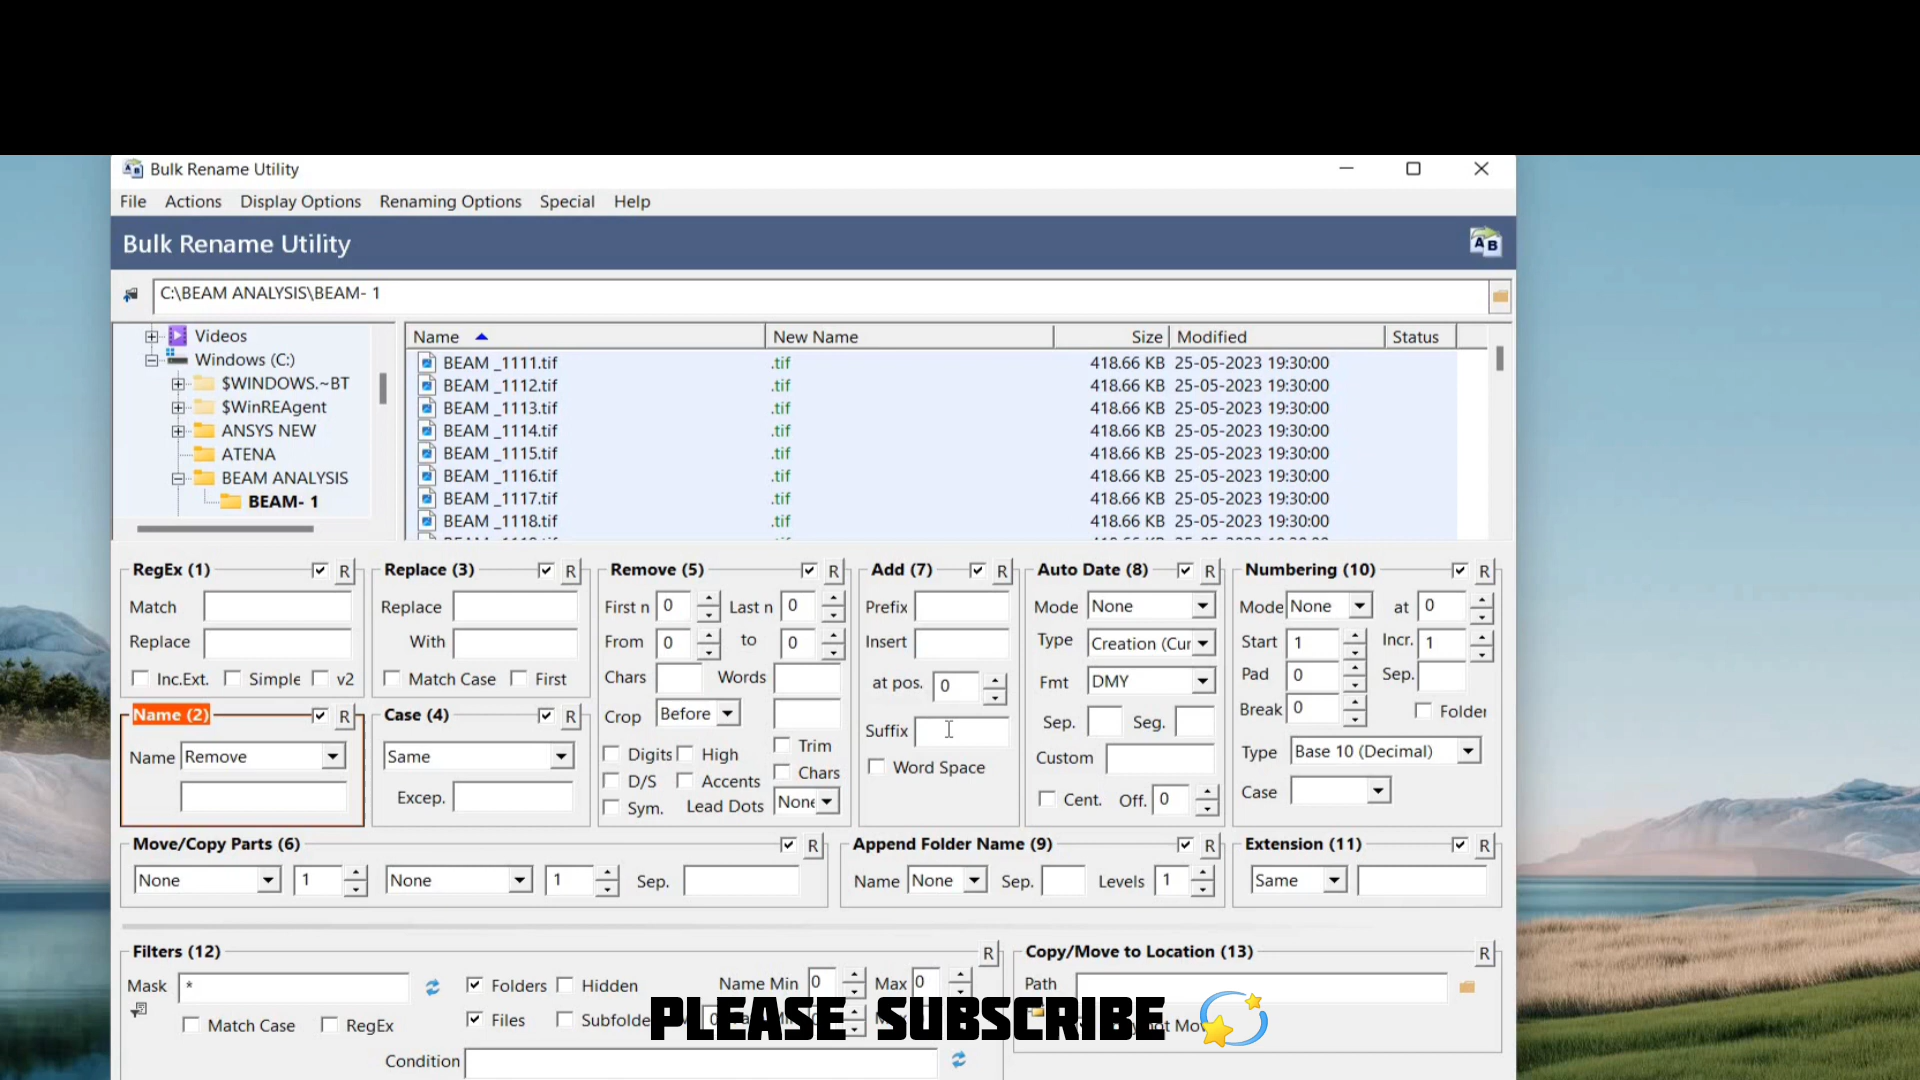 Bulk Rename Utility
File Actions Display Options Renaming Options Special Help
Bulk Rename Utility
C:\BEAM ANALYSIS\BEAM- 1
Videos
Windows (C:)
$WINDOWS.~BT
$WinREAgent
ANSYS NEW
ATENA
BEAM ANALYSIS
BEAM- 1
Name New Name Size Modified Status
BEAM _1111.tif .tif 418.66 KB 25-05-2023 19:30:00
BEAM _1112.tif .tif 418.66 KB 25-05-2023 19:30:00
BEAM _1113.tif .tif 418.66 KB 25-05-2023 19:30:00
BEAM _1114.tif .tif 418.66 KB 25-05-2023 19:30:00
BEAM _1115.tif .tif 418.66 KB 25-05-2023 19:30:00
BEAM _1116.tif .tif 418.66 KB 25-05-2023 19:30:00
BEAM _1117.tif .tif 418.66 KB 25-05-2023 19:30:00
BEAM _1118.tif .tif 418.66 KB 25-05-2023 19:30:00
RegEx (1) R
Match
Replace
Inc.Ext. Simple v2
Replace (3) R
Replace
With
Match Case First
Remove (5) R
First n 0 Last n 0
From 0 to 0
Chars Words
Crop Before
Digits High Trim
D/S Accents Chars
Sym. Lead Dots None
Add (7) R
Prefix
Insert
at pos. 0
Suffix
Word Space
Auto Date (8) R
Mode None
Type Creation (Cur
Fmt DMY
Sep. Seg.
Custom
Cent. Off. 0
Numbering (10) R
Mode None at 0
Start 1 Incr. 1
Pad 0 Sep.
Break 0 Folder
Type Base 10 (Decimal)
Case
Name (2) R
Name Remove
Case (4) R
Same
Excep.
Move/Copy Parts (6) R
None 1 None 1 Sep.
Append Folder Name (9) R
Name None Sep. Levels 1
Extension (11) R
Same
Filters (12) R
Mask * Folders Hidden Name Min 0 Max 0
Match Case RegEx Files Subfolde
Condition
Copy/Move to Location (13) R
Path
PLEASE SUBSCRIBE